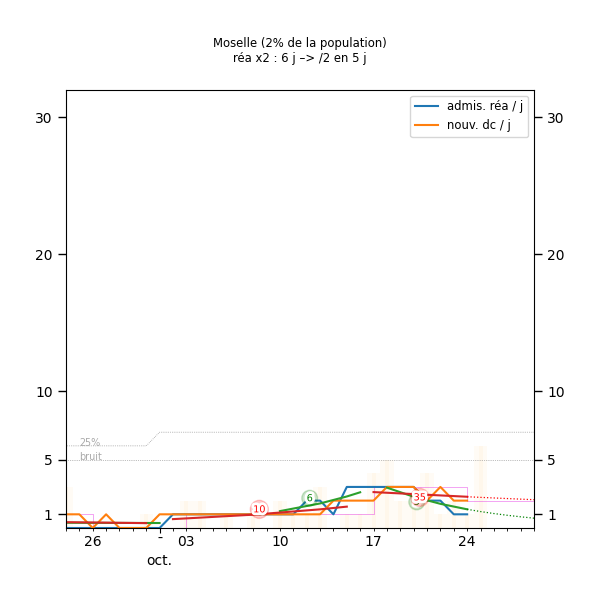 Moselle (2% de la population)
réa x2 : 6 j –> /2 en 5 j
admis. réa / j
nouv. dc / j
30 30
20 20
10 10
25%
bruit
5 5
6
35
10
1 1
26 - 03 10 17 24
oct.